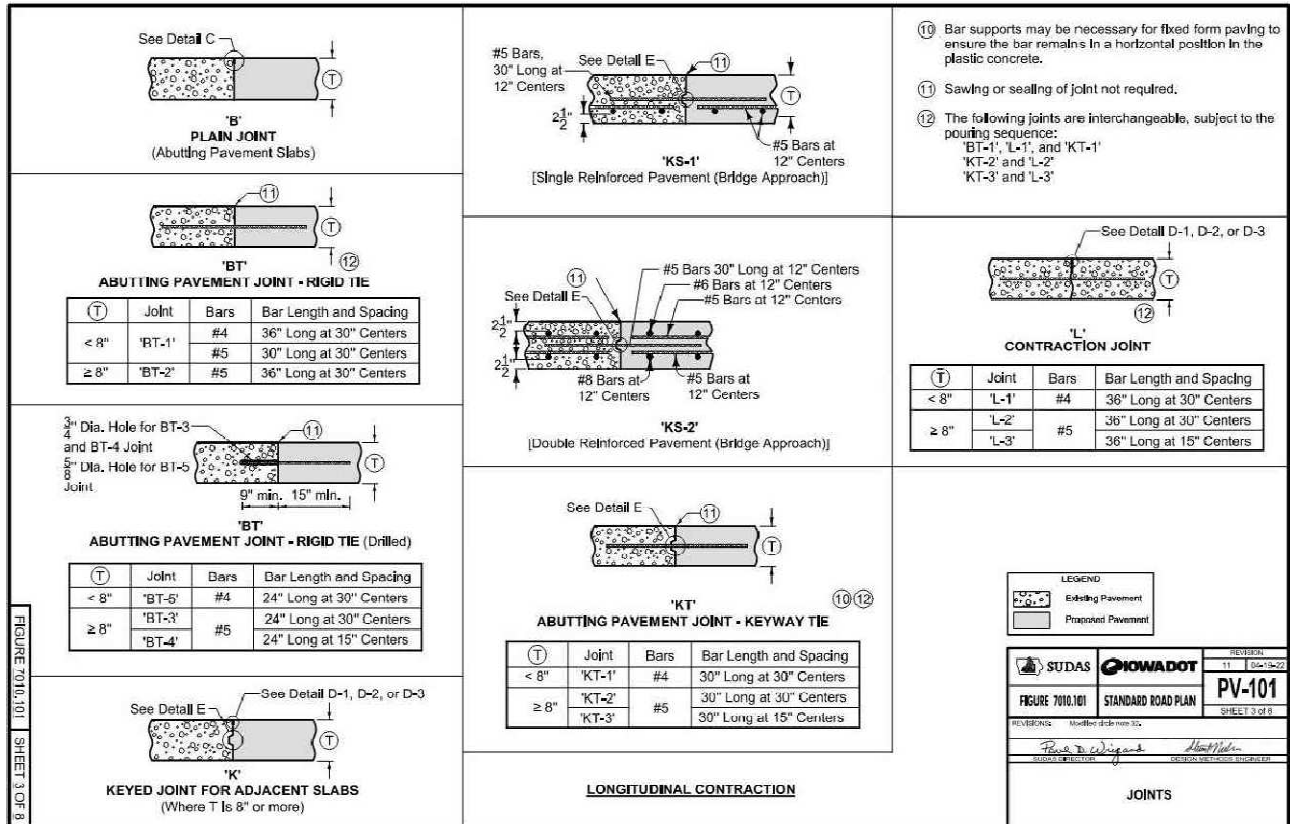 See Detail C
T
'B'
PLAIN JOINT
(Abutting Pavement Slabs)
11
T
'BT'
12
ABUTTING PAVEMENT JOINT - RIGID TIE
T Joint Bars Bar Length and Spacing
< 8" 'BT-1' #4 36" Long at 30" Centers
#5 30" Long at 30" Centers
≥ 8" 'BT-2' #5 36" Long at 30" Centers
3/4" Dia. Hole for BT-3
and BT-4 Joint
5/8" Dia. Hole for BT-5
Joint
11
T
9" min. 15" min.
'BT'
ABUTTING PAVEMENT JOINT - RIGID TIE (Drilled)
T Joint Bars Bar Length and Spacing
< 8" 'BT-5' #4 24" Long at 30" Centers
≥ 8" 'BT-3' #5 24" Long at 30" Centers
'BT-4' 24" Long at 15" Centers
See Detail D-1, D-2, or D-3
See Detail E
T
'K'
KEYED JOINT FOR ADJACENT SLABS
(Where T Is 8" or more)
#5 Bars,
30" Long at
12" Centers
See Detail E
11
T
2 1/2"
#5 Bars at
12" Centers
'KS-1'
[Single Reinforced Pavement (Bridge Approach)]
#5 Bars 30" Long at 12" Centers
#6 Bars at 12" Centers
#5 Bars at 12" Centers
11
See Detail E
2 1/2"
2 1/2"
#8 Bars at
12" Centers
#5 Bars at
12" Centers
'KS-2'
[Double Reinforced Pavement (Bridge Approach)]
See Detail E
11
T
'KT'
10 12
ABUTTING PAVEMENT JOINT - KEYWAY TIE
T Joint Bars Bar Length and Spacing
< 8" 'KT-1' #4 30" Long at 30" Centers
≥ 8" 'KT-2' #5 30" Long at 30" Centers
'KT-3' 30" Long at 15" Centers
LONGITUDINAL CONTRACTION
10 Bar supports may be necessary for fixed form paving to
ensure the bar remains in a horizontal position in the
plastic concrete.
11 Sawing or sealing of joint not required.
12 The following joints are interchangeable, subject to the
pouring sequence:
'BT-1', 'L-1', and 'KT-1'
'KT-2' and 'L-2'
'KT-3' and 'L-3'
See Detail D-1, D-2, or D-3
T
12
'L'
CONTRACTION JOINT
T Joint Bars Bar Length and Spacing
< 8" 'L-1' #4 36" Long at 30" Centers
≥ 8" 'L-2' #5 36" Long at 30" Centers
'L-3' 36" Long at 15" Centers
LEGEND
Existing Pavement
Proposed Pavement
SUDAS
IOWADOT
REVISION
11 04-19-22
FIGURE 7010.101
STANDARD ROAD PLAN
PV-101
SHEET 3 of 8
REVISIONS: Modified circle note 12.
Paul D. Wiegand
SUDAS DIRECTOR
DESIGN METHODS ENGINEER
JOINTS
FIGURE 7010.101
SHEET 3 OF 8